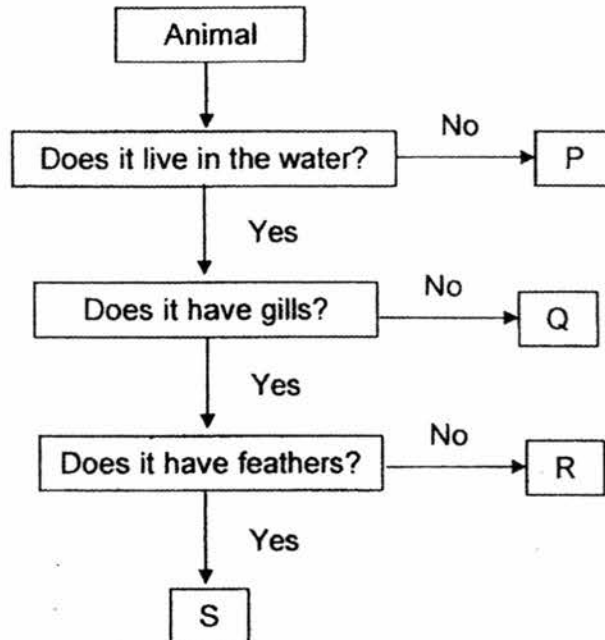 Animal
Does it live in the water?
No
P
Yes
Does it have gills?
No
Q
Yes
Does it have feathers?
No
R
Yes
S